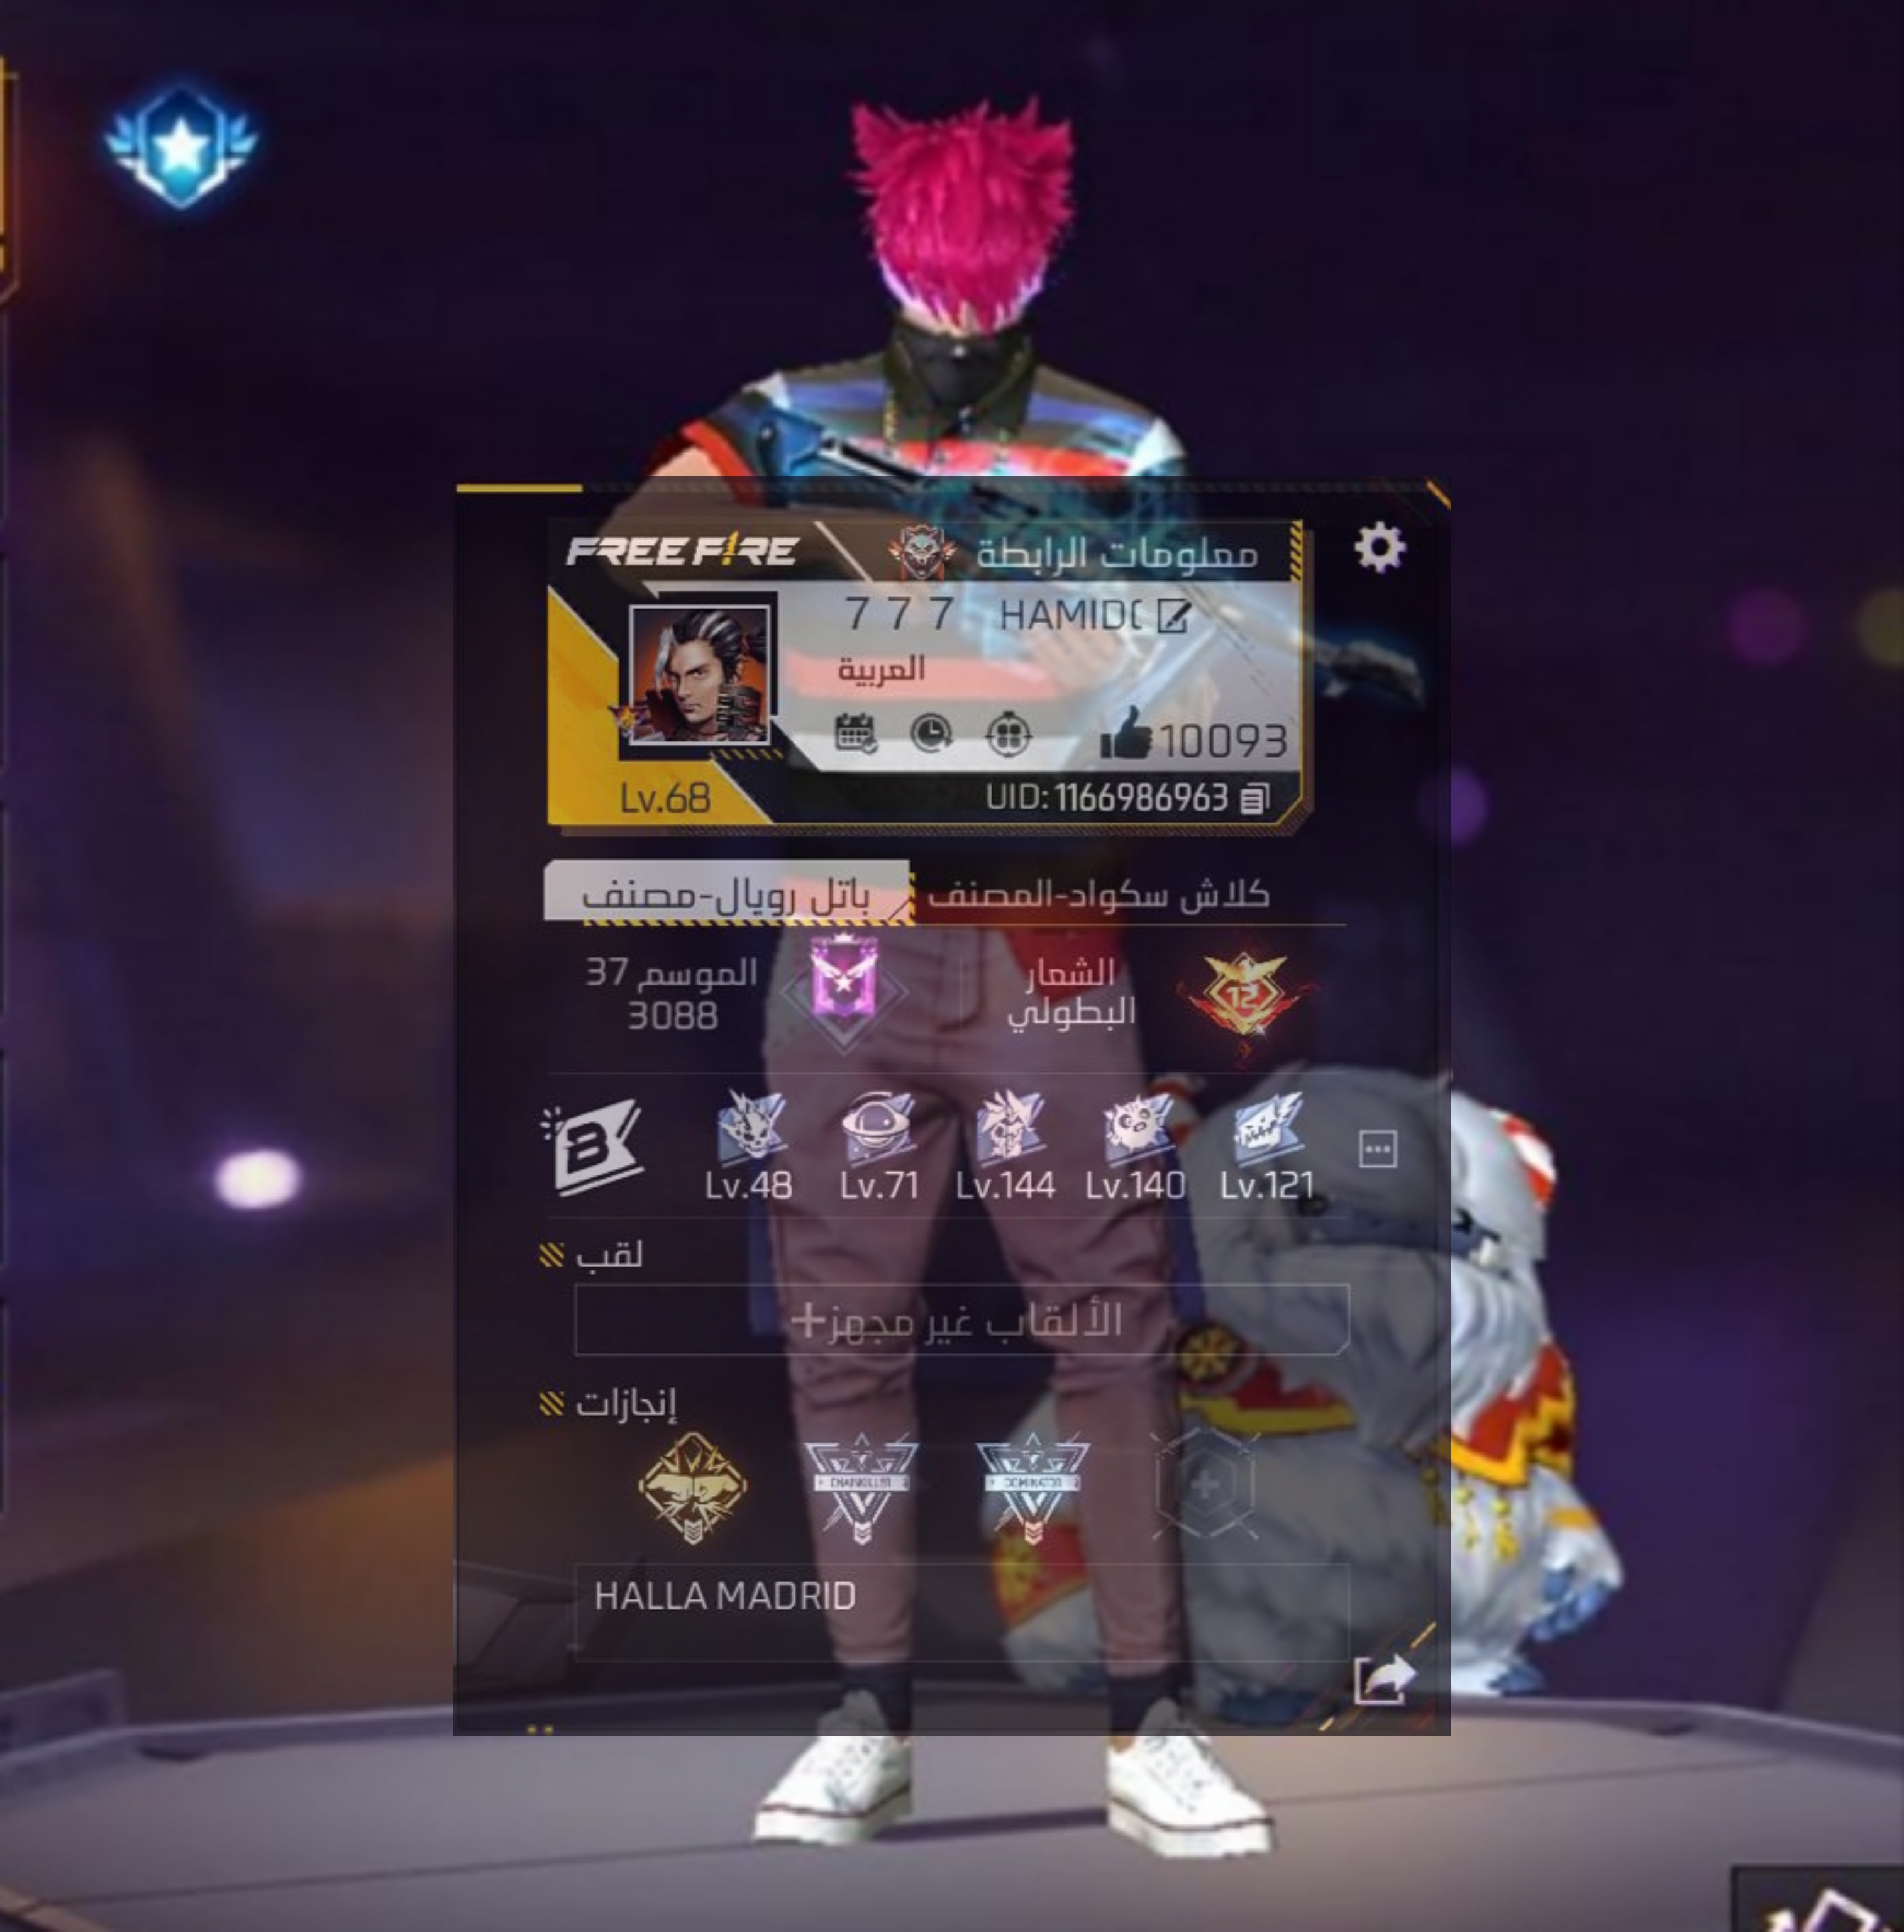 FREE FIRE
معلومات الرابطة
7 7 7 HAMID
العربية
10093
Lv.68
UID: 1166986963
باتل رويال-مصنف
كلاش سكواد-المصنف
الموسم 37
3088
الشعار
البطولي
12
B
Lv.48 Lv.71 Lv.144 Lv.140 Lv.121
لقب
الألقاب غير مجهز+
إنجازات
DOMINATOR
HALLA MADRID